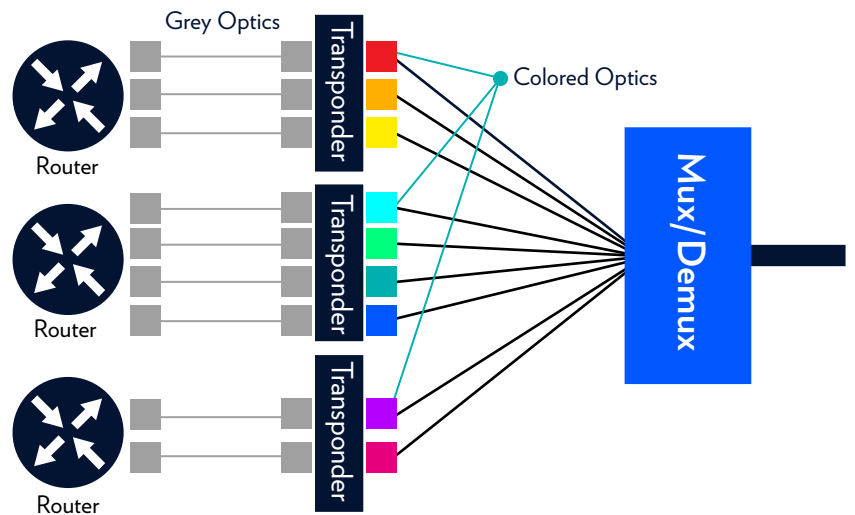 Grey Optics
Transponder
Colored Optics
Router
Mux/Demux
Transponder
Router
Transponder
Router